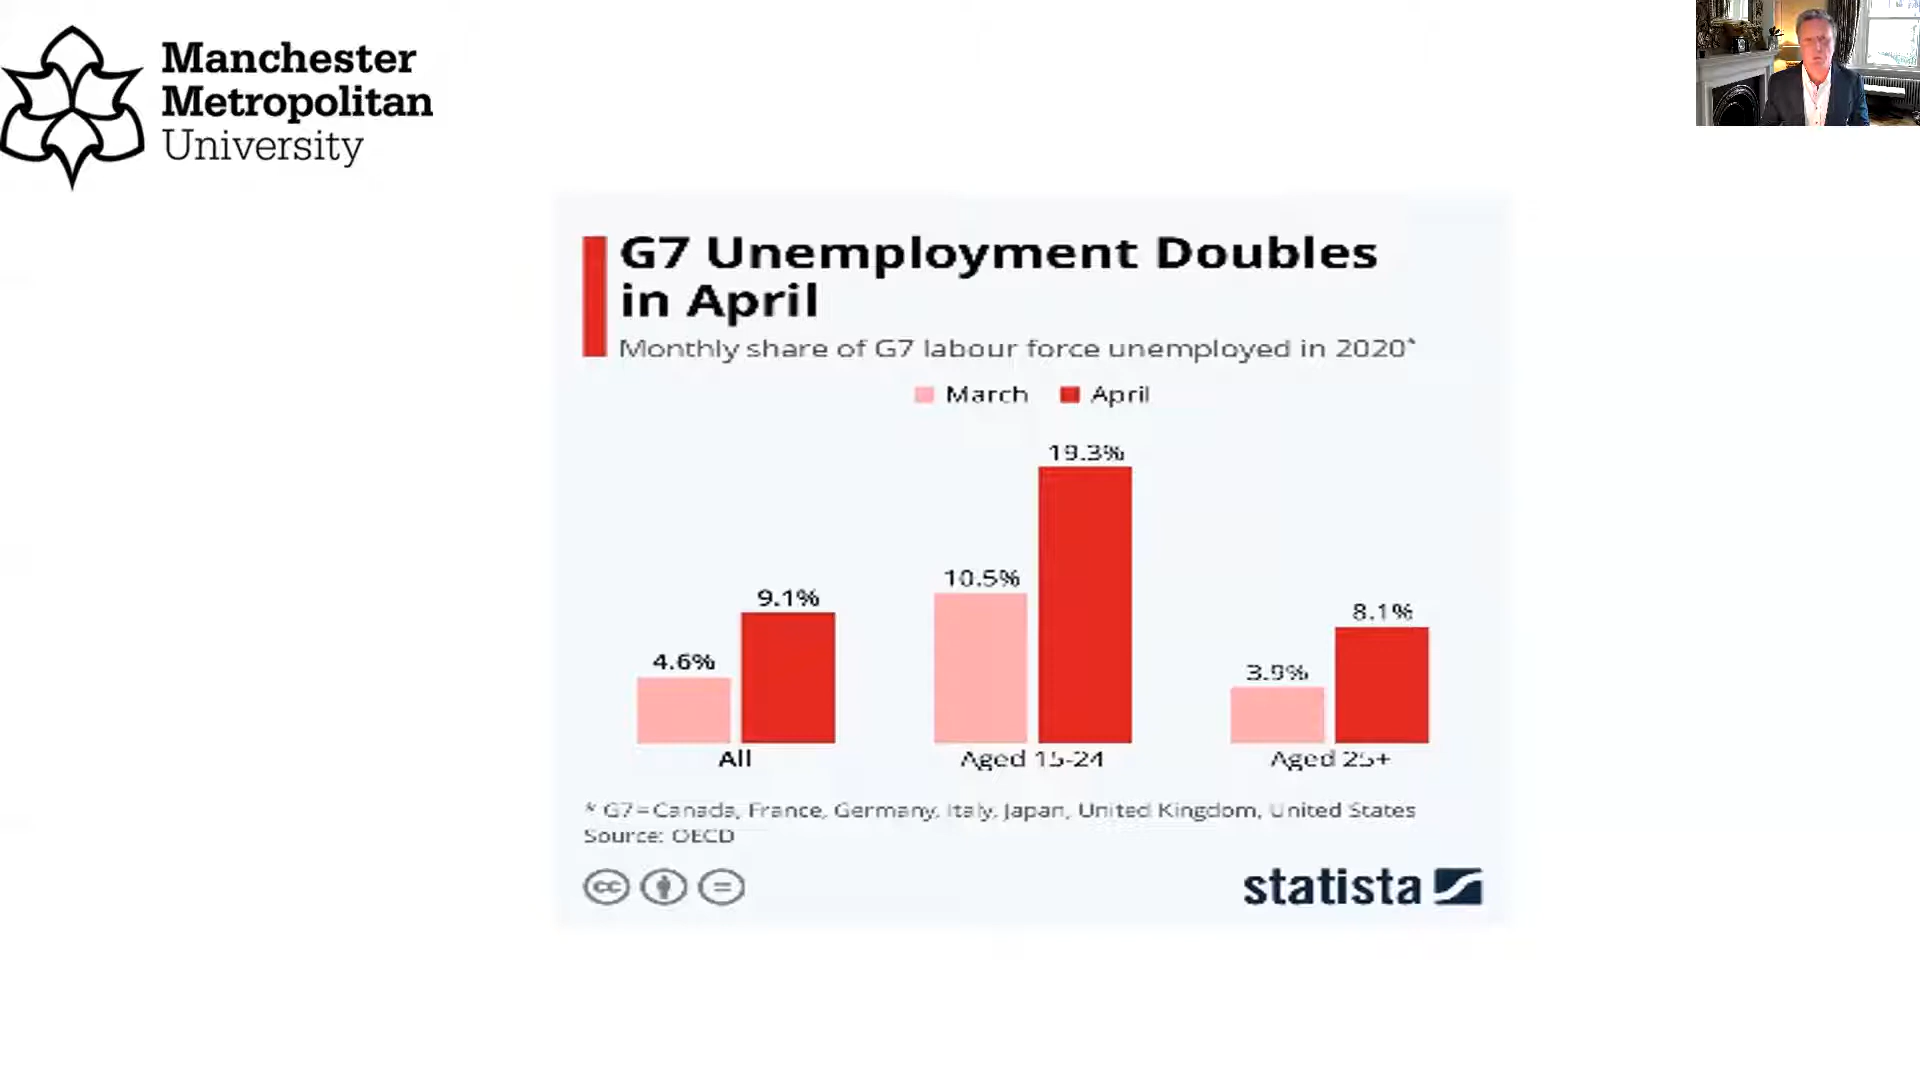 Manchester
Metropolitan
University
G7 Unemployment Doubles
in April
Monthly share of G7 labour force unemployed in 2020*
March April
19.3%
10.5%
9.1%
8.1%
4.6%
3.9%
All Aged 15-24 Aged 25+
* G7=Canada, France, Germany, Italy, Japan, United Kingdom, United States
Source: OECD
cc =
statista